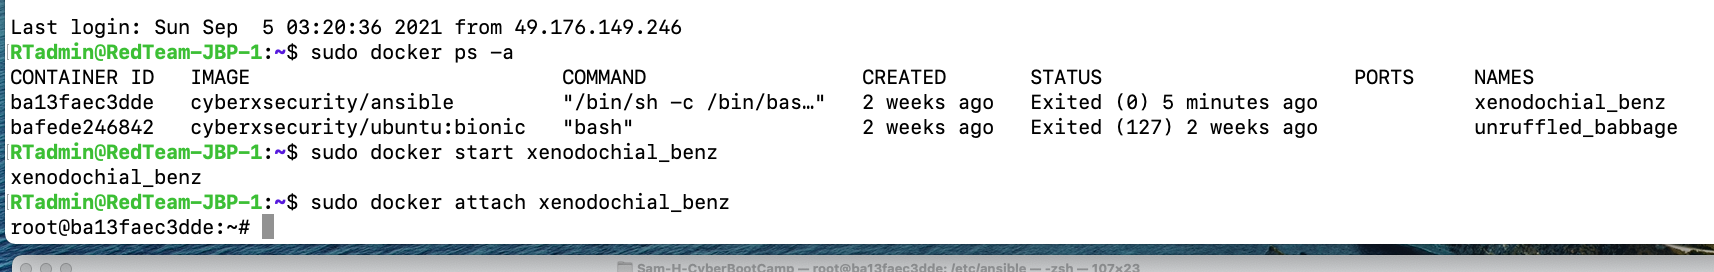 Last login: Sun Sep  5 03:20:36 2021 from 49.176.149.246
RTadmin@RedTeam-JBP-1:~$ sudo docker ps -a
CONTAINER ID   IMAGE                          COMMAND                  CREATED       STATUS                     PORTS     NAMES
ba13faec3dde   cyberxsecurity/ansible         "/bin/sh -c /bin/bas…"   2 weeks ago   Exited (0) 5 minutes ago             xenodochial_benz
bafede246842   cyberxsecurity/ubuntu:bionic   "bash"                   2 weeks ago   Exited (127) 2 weeks ago             unruffled_babbage
RTadmin@RedTeam-JBP-1:~$ sudo docker start xenodochial_benz
xenodochial_benz
RTadmin@RedTeam-JBP-1:~$ sudo docker attach xenodochial_benz
root@ba13faec3dde:~#
Sam-H-CyberBootCamp — root@ba13faec3dde: /etc/ansible — -zsh — 107×23